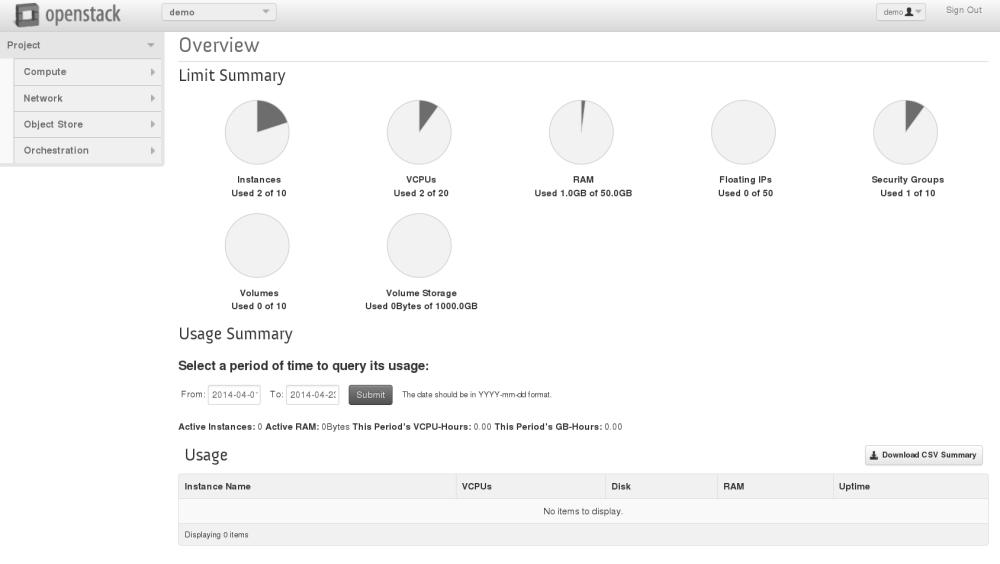 openstack
demo
demo
Sign Out
Project
Compute
Network
Object Store
Orchestration
Overview
Limit Summary
Instances
Used 2 of 10
VCPUs
Used 2 of 20
RAM
Used 1.0GB of 50.0GB
Floating IPs
Used 0 of 50
Security Groups
Used 1 of 10
Volumes
Used 0 of 10
Volume Storage
Used 0Bytes of 1000.0GB
Usage Summary
Select a period of time to query its usage:
From: 2014-04-0 To: 2014-04-2 Submit The date should be in YYYY-mm-dd format.
Active Instances: 0 Active RAM: 0Bytes This Period's VCPU-Hours: 0.00 This Period's GB-Hours: 0.00
Usage
Download CSV Summary
Instance Name VCPUs Disk RAM Uptime
No items to display.
Displaying 0 items